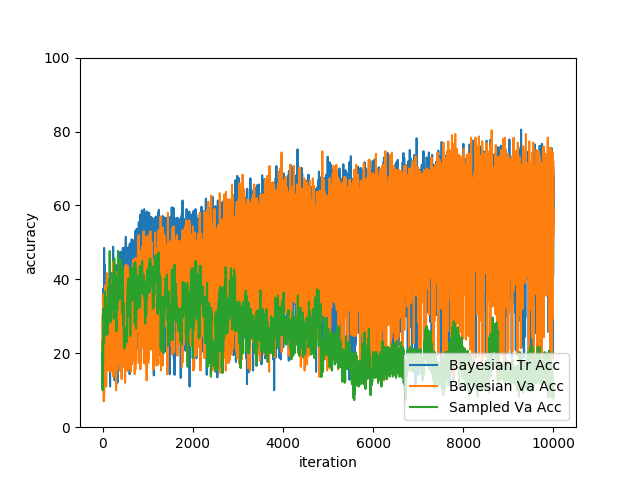 100
80
60
40
20
0
accuracy
0 2000 4000 6000 8000 10000
iteration
Bayesian Tr Acc
Bayesian Va Acc
Sampled Va Acc